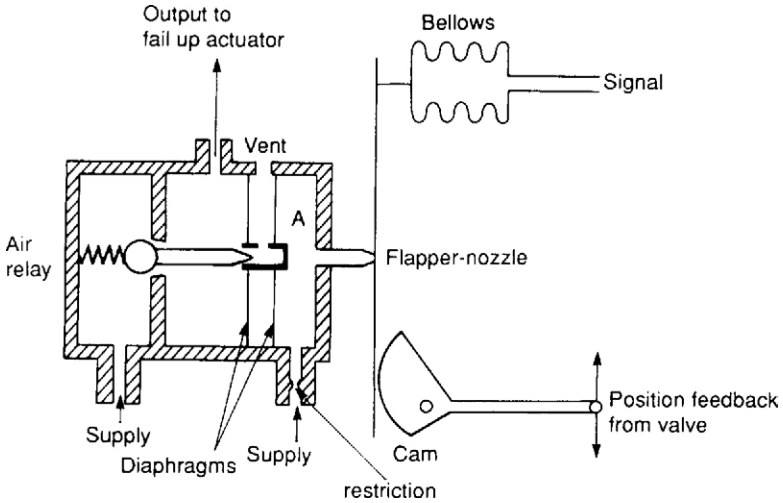 Output to
fail up actuator
Bellows
Signal
Vent
A
Air
relay
Flapper-nozzle
Supply
Diaphragms
Supply
Cam
Position feedback
from valve
restriction